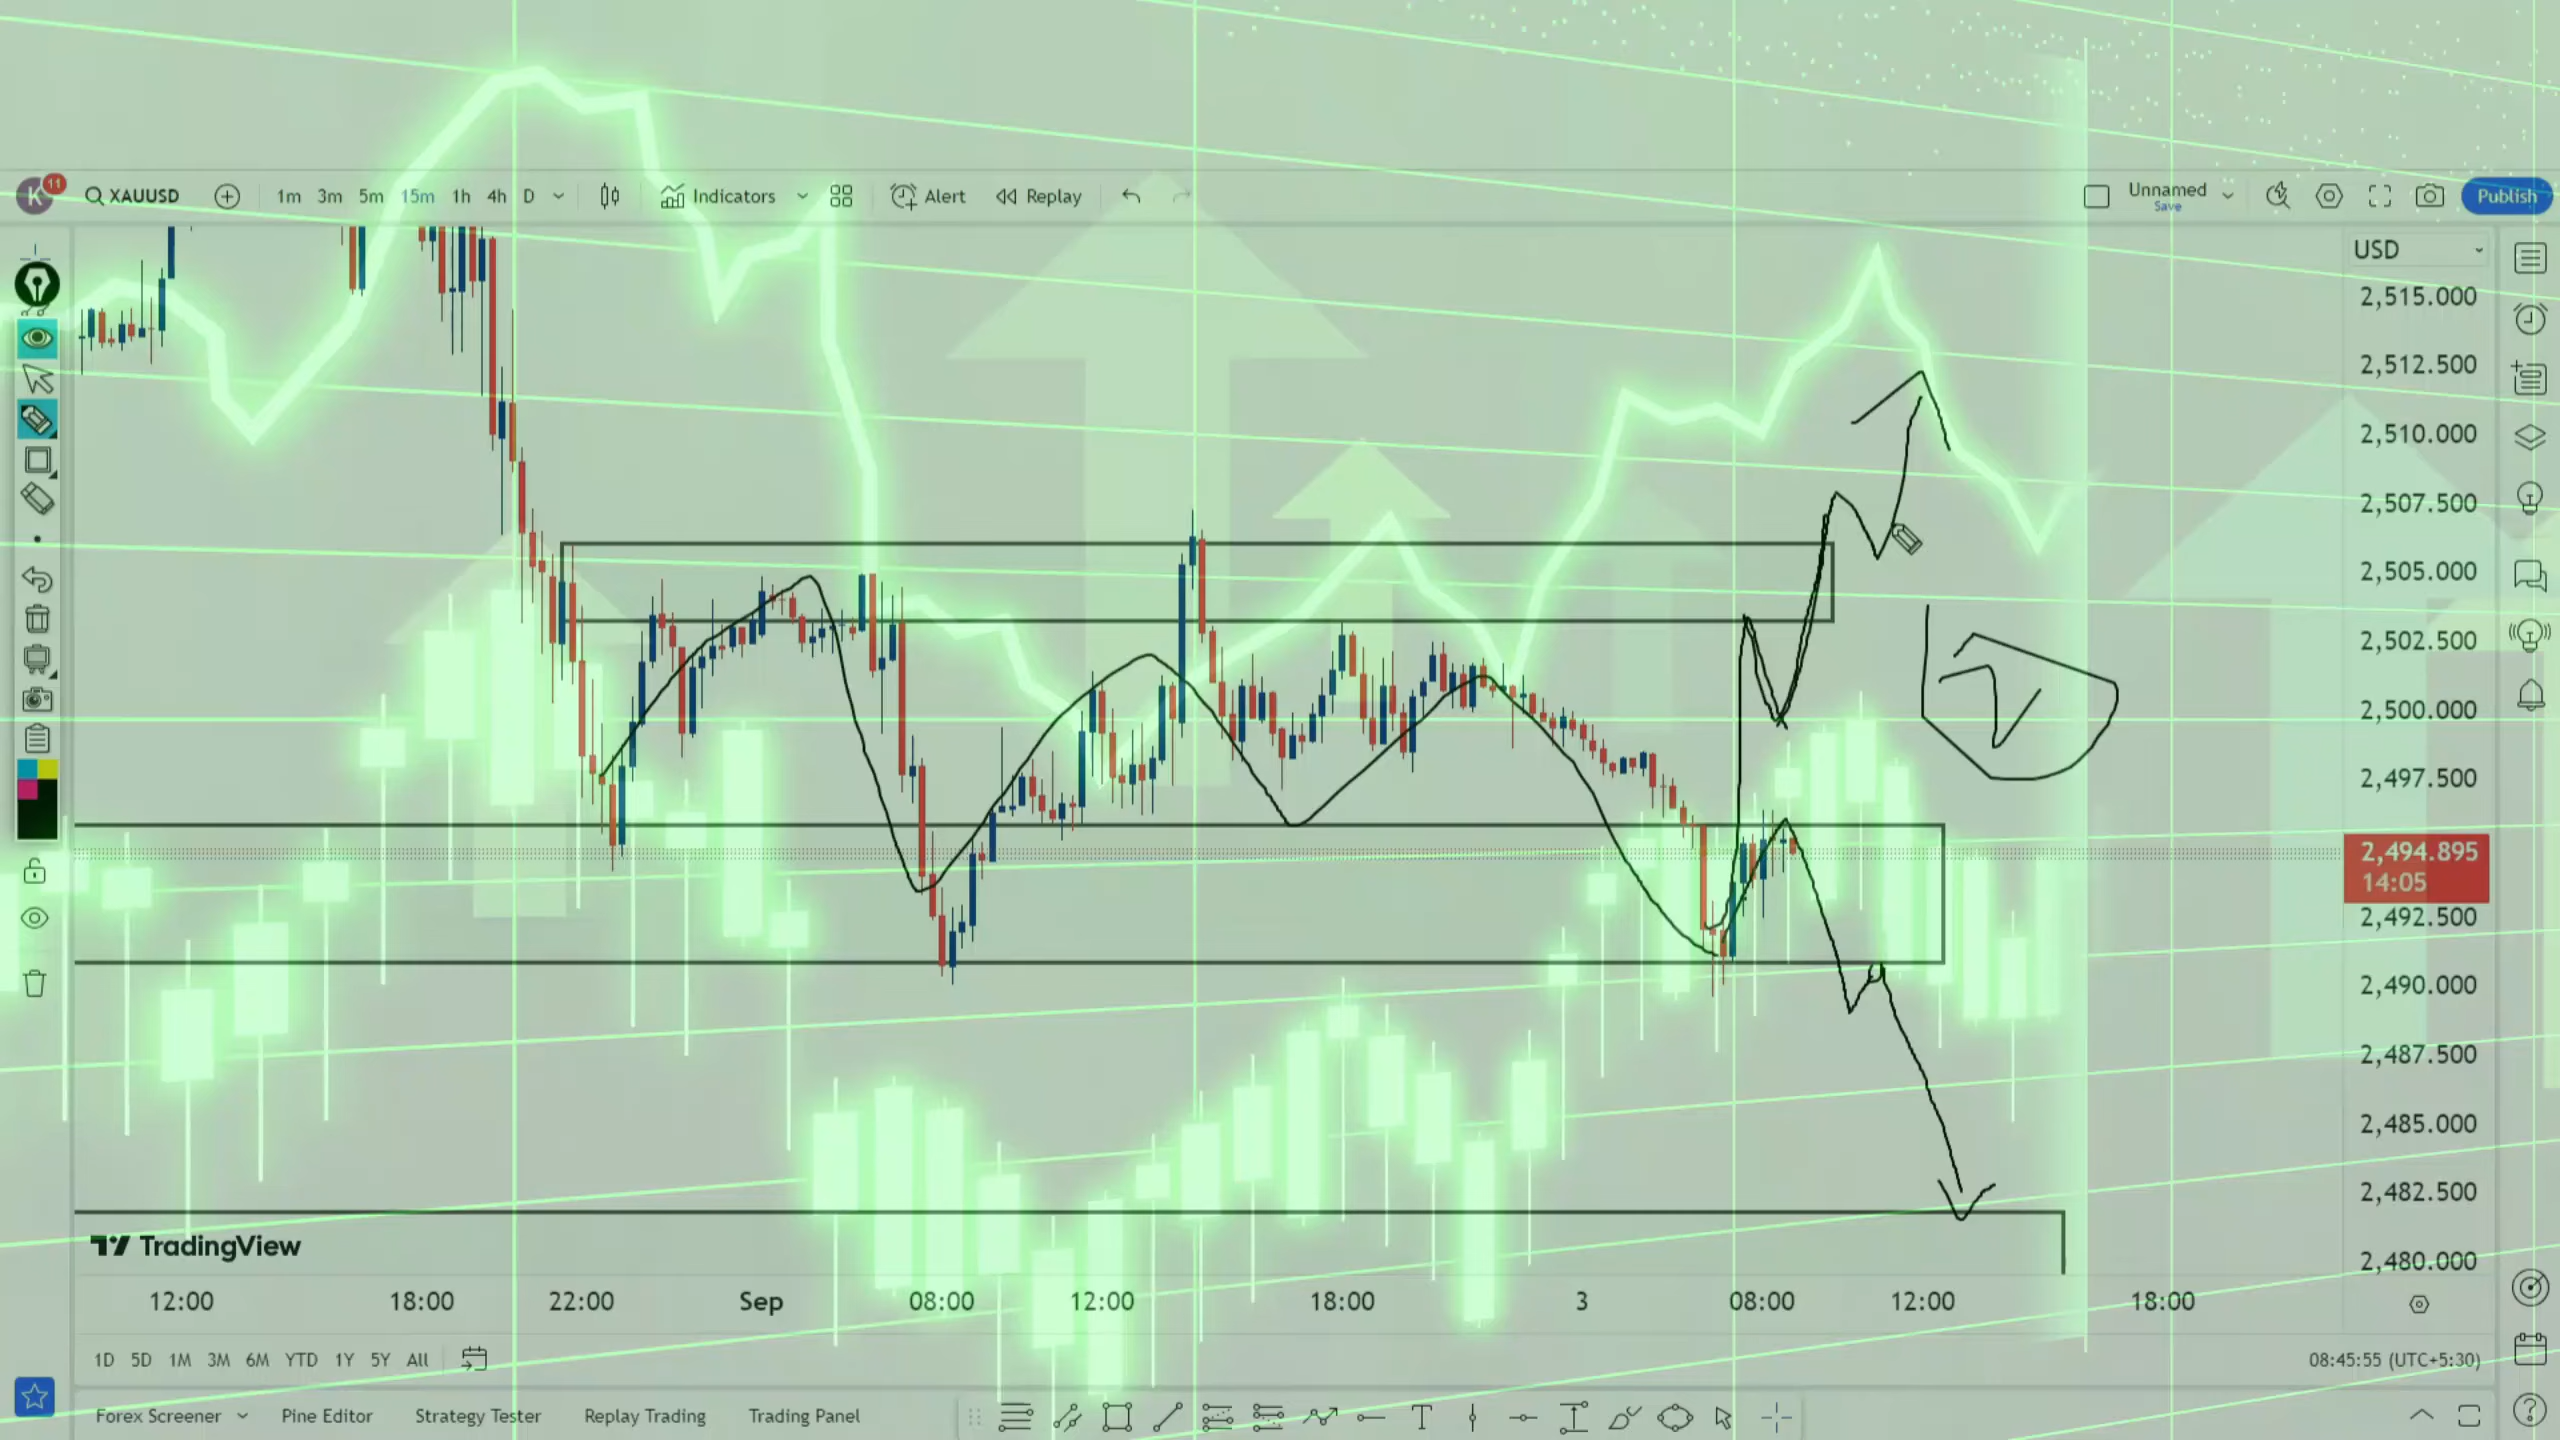 K 11 XAUUSD 1m 3m 5m 15m 1h 4h D Indicators Alert Replay Unnamed Save Publish
USD
2,515.000
2,512.500
2,510.000
2,507.500
2,505.000
2,502.500
2,500.000
2,497.500
2,494.895
14:05
2,492.500
2,490.000
2,487.500
2,485.000
2,482.500
2,480.000
TradingView
12:00 18:00 22:00 Sep 08:00 12:00 18:00 3 08:00 12:00 18:00
1D 5D 1M 3M 6M YTD 1Y 5Y All 08:45:55 (UTC+5:30)
Forex Screener Pine Editor Strategy Tester Replay Trading Trading Panel